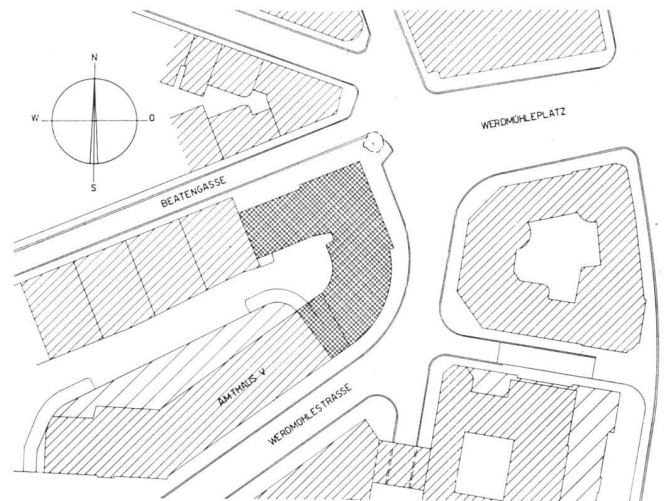 N
W O
S
WERDMÜHLEPLATZ
BEATENGASSE
AMTHAUS V
WERDMÜHLESTRASSE